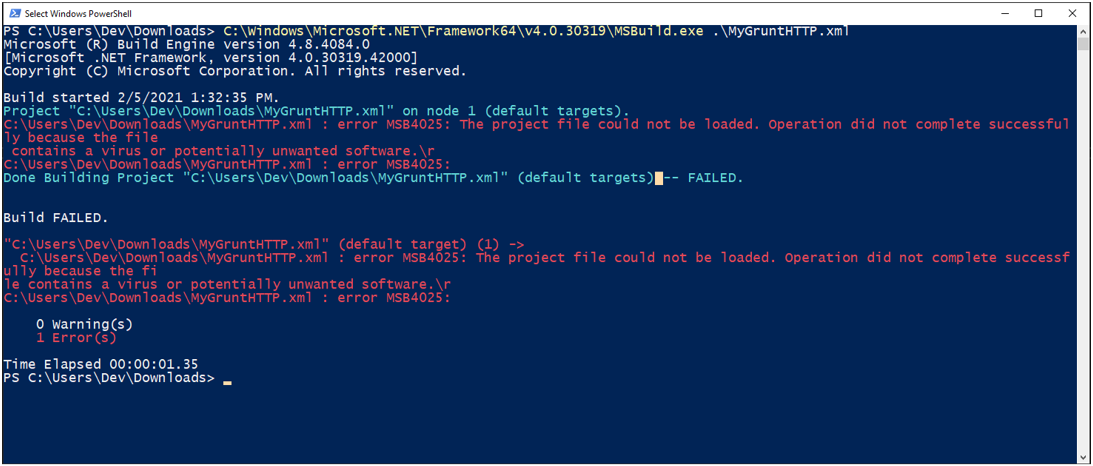 Select Windows PowerShell
PS C:\Users\Dev\Downloads> C:\Windows\Microsoft.NET\Framework64\v4.0.30319\MSBuild.exe .\MyGruntHTTP.xml
Microsoft (R) Build Engine version 4.8.4084.0
[Microsoft .NET Framework, version 4.0.30319.42000]
Copyright (C) Microsoft Corporation. All rights reserved.
Build started 2/5/2021 1:32:35 PM.
Project "C:\Users\Dev\Downloads\MyGruntHTTP.xml" on node 1 (default targets).
C:\Users\Dev\Downloads\MyGruntHTTP.xml : error MSB4025: The project file could not be loaded. Operation did not complete successful
ly because the file
 contains a virus or potentially unwanted software.\r
C:\Users\Dev\Downloads\MyGruntHTTP.xml : error MSB4025:
Done Building Project "C:\Users\Dev\Downloads\MyGruntHTTP.xml" (default targets) -- FAILED.
Build FAILED.
"C:\Users\Dev\Downloads\MyGruntHTTP.xml" (default target) (1) ->
  C:\Users\Dev\Downloads\MyGruntHTTP.xml : error MSB4025: The project file could not be loaded. Operation did not complete successf
ully because the fi
le contains a virus or potentially unwanted software.\r
C:\Users\Dev\Downloads\MyGruntHTTP.xml : error MSB4025:
    0 Warning(s)
    1 Error(s)
Time Elapsed 00:00:01.35
PS C:\Users\Dev\Downloads>